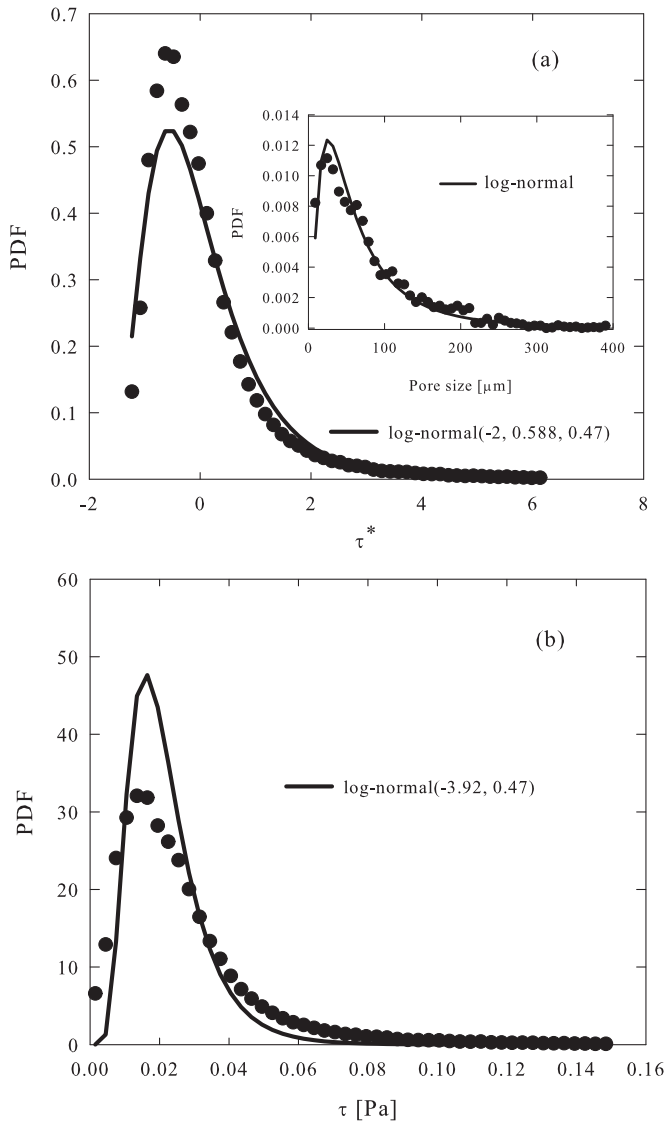 (a)
PDF
0.7
0.6
0.5
0.4
0.3
0.2
0.1
0.0
-2 0 2 4 6 8
τ*
PDF
0.014
0.012
0.010
0.008
0.006
0.004
0.002
0.000
0 100 200 300 400
Pore size [µm]
log-normal
log-normal(-2, 0.588, 0.47)
(b)
PDF
60
50
40
30
20
10
0
0.00 0.02 0.04 0.06 0.08 0.10 0.12 0.14 0.16
τ [Pa]
log-normal(-3.92, 0.47)